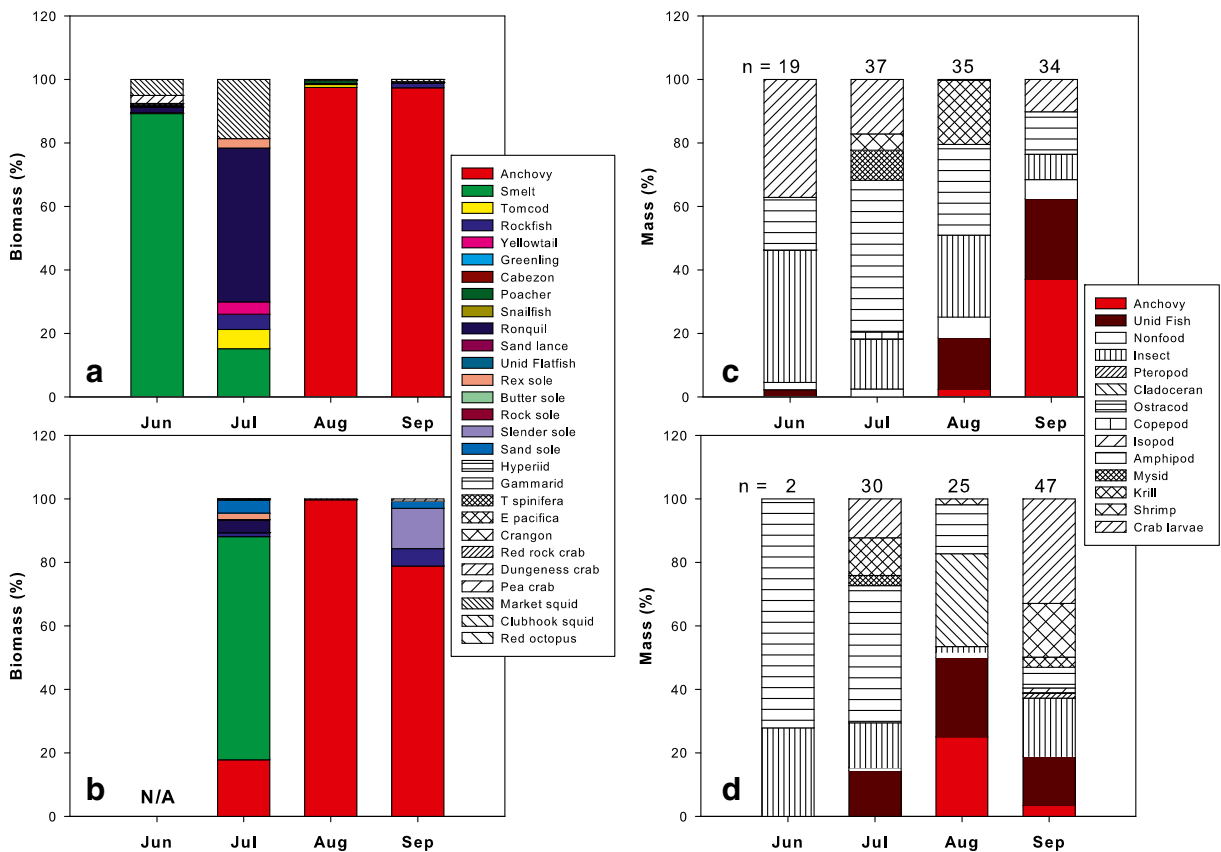 120
100
80
60
40
20
0
Biomass (%)
a
Jun Jul Aug Sep
120
100
80
60
40
20
0
Biomass (%)
b
N/A
Jun Jul Aug Sep
Anchovy
Smelt
Tomcod
Rockfish
Yellowtail
Greenling
Cabezon
Poacher
Snailfish
Ronquil
Sand lance
Unid Flatfish
Rex sole
Butter sole
Rock sole
Slender sole
Sand sole
Hyperiid
Gammarid
T spinifera
E pacifica
Crangon
Red rock crab
Dungeness crab
Pea crab
Market squid
Clubhook squid
Red octopus
120
100
80
60
40
20
0
Mass (%)
n = 19 37 35 34
c
Jun Jul Aug Sep
120
100
80
60
40
20
0
Mass (%)
n = 2 30 25 47
d
Jun Jul Aug Sep
Anchovy
Unid Fish
Nonfood
Insect
Pteropod
Cladoceran
Ostracod
Copepod
Isopod
Amphipod
Mysid
Krill
Shrimp
Crab larvae